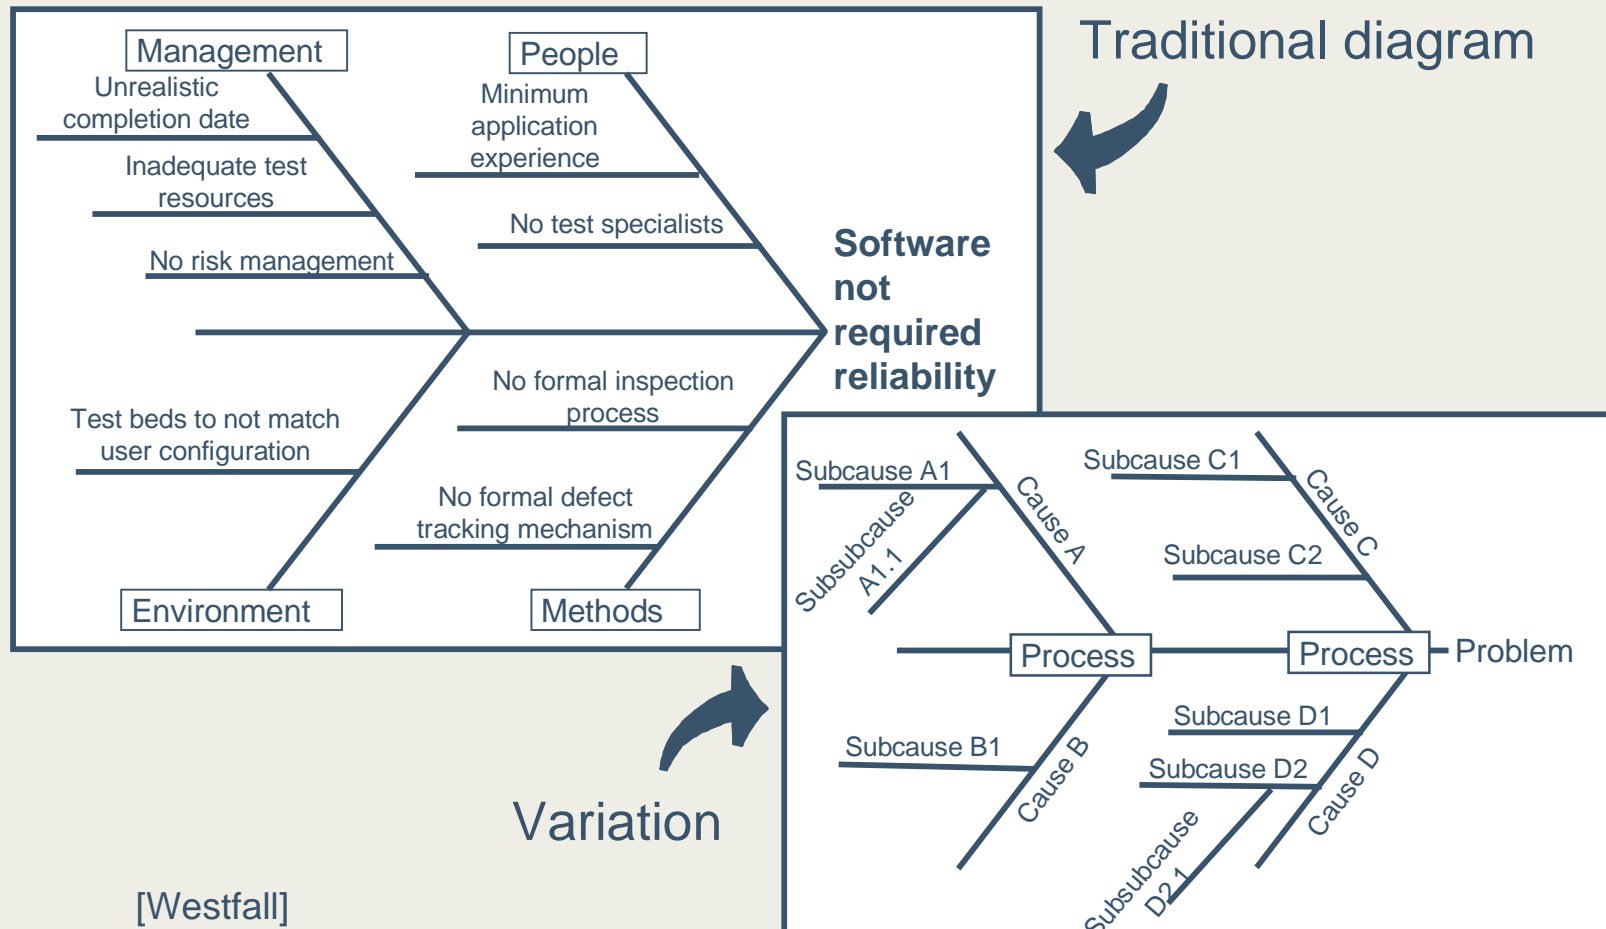 Traditional diagram
Management
Unrealistic
completion date
Inadequate test
resources
No risk management
People
Minimum
application
experience
No test specialists
Software
not
required
reliability
Test beds to not match
user configuration
Environment
No formal inspection
process
No formal defect
tracking mechanism
Methods
Variation
Subcause A1
Subsubcause
A1.1
Cause A
Subcause C1
Cause C
Subcause C2
Process
Process
Problem
Subcause B1
Cause B
Subcause D1
Subcause D2
Cause D
Subsubcause
D2.1
[Westfall]